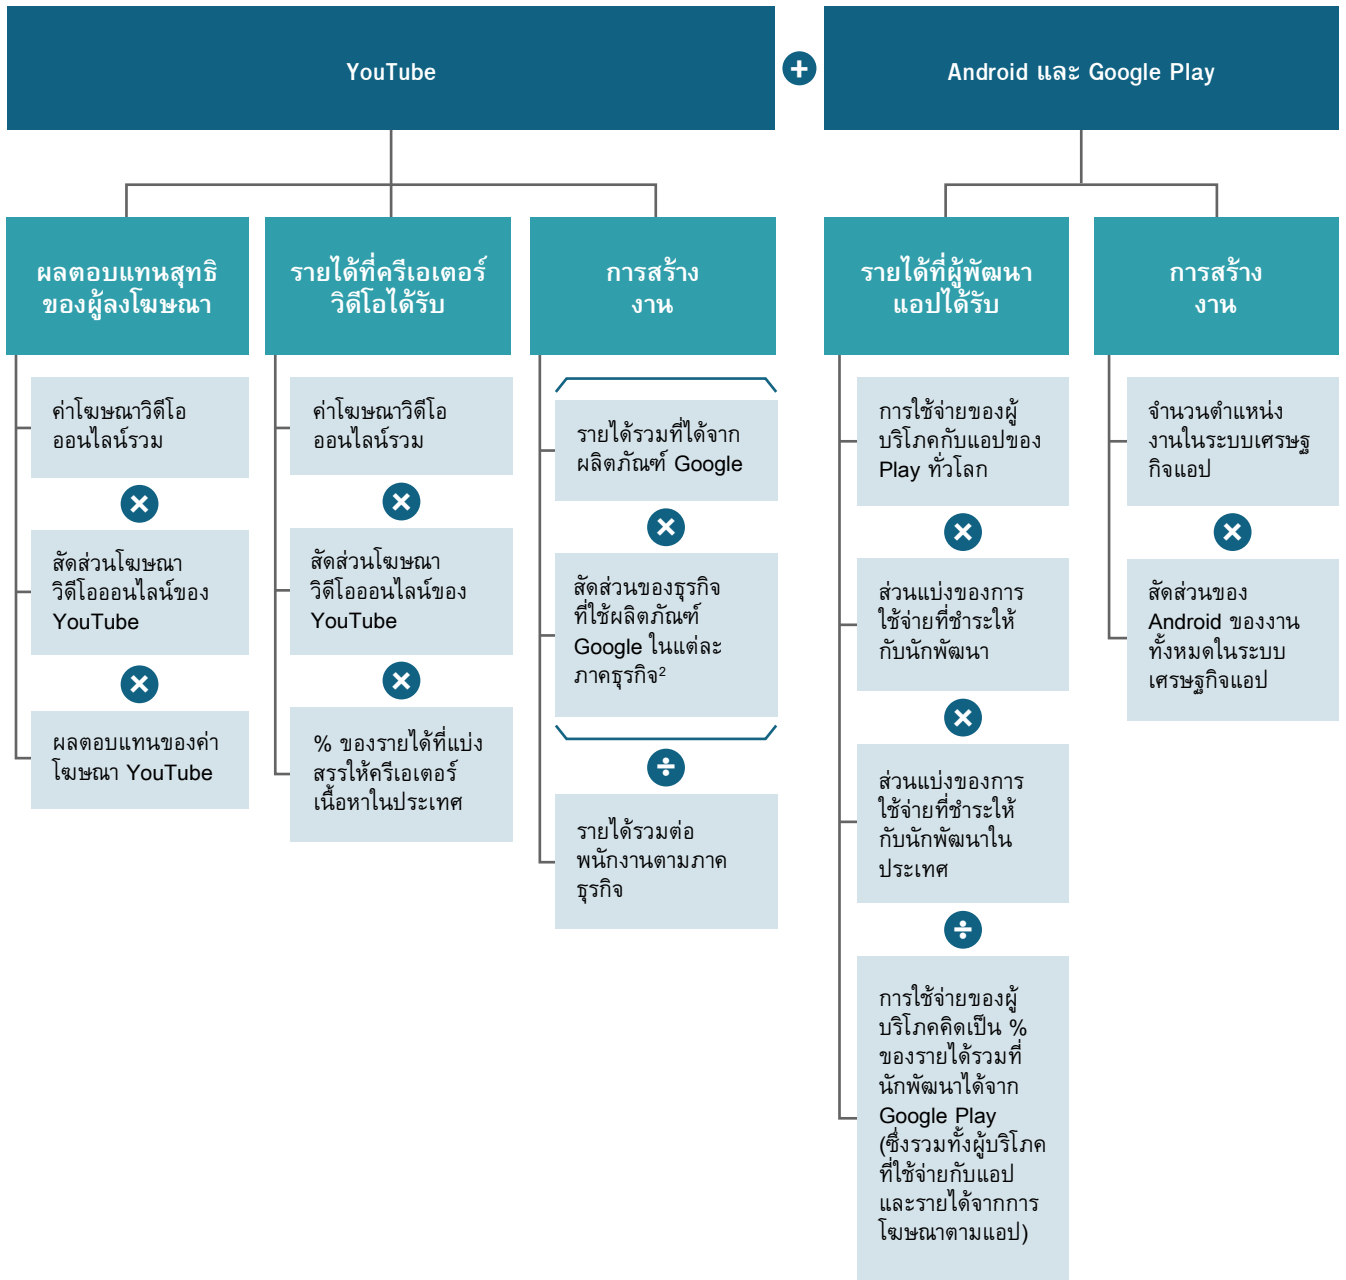 YouTube
Android และ Google Play
ผลตอบแทนสุทธิ
ของผู้ลงโฆษณา
รายได้ที่ครีเอเตอร์
วิดีโอได้รับ
การสร้าง
งาน
รายได้ที่ผู้พัฒนา
แอปได้รับ
การสร้าง
งาน
ค่าโฆษณาวิดีโอ
ออนไลน์รวม
สัดส่วนโฆษณา
วิดีโอออนไลน์ของ
YouTube
ผลตอบแทนของค่า
โฆษณา YouTube
ค่าโฆษณาวิดีโอ
ออนไลน์รวม
สัดส่วนโฆษณา
วิดีโอออนไลน์ของ
YouTube
% ของรายได้ที่แบ่ง
สรรให้ครีเอเตอร์
เนื้อหาในประเทศ
รายได้รวมที่ได้จาก
ผลิตภัณฑ์ Google
สัดส่วนของธุรกิจ
ที่ใช้ผลิตภัณฑ์
Google ในแต่ละ
ภาคธุรกิจ²
รายได้รวมต่อ
พนักงานตามภาค
ธุรกิจ
การใช้จ่ายของผู้
บริโภคกับแอปของ
Play ทั่วโลก
ส่วนแบ่งของการ
ใช้จ่ายที่ชำระให้
กับนักพัฒนา
ส่วนแบ่งของการ
ใช้จ่ายที่ชำระให้
กับนักพัฒนาใน
ประเทศ
การใช้จ่ายของผู้
บริโภคคิดเป็น %
ของรายได้รวมที่
นักพัฒนาได้จาก
Google Play
(ซึ่งรวมทั้งผู้บริโภค
ที่ใช้จ่ายกับแอป
และรายได้จากการ
โฆษณาตามแอป)
จำนวนตำแหน่ง
งานในระบบเศรษฐ
กิจแอป
สัดส่วนของ
Android ของงาน
ทั้งหมดในระบบ
เศรษฐกิจแอป